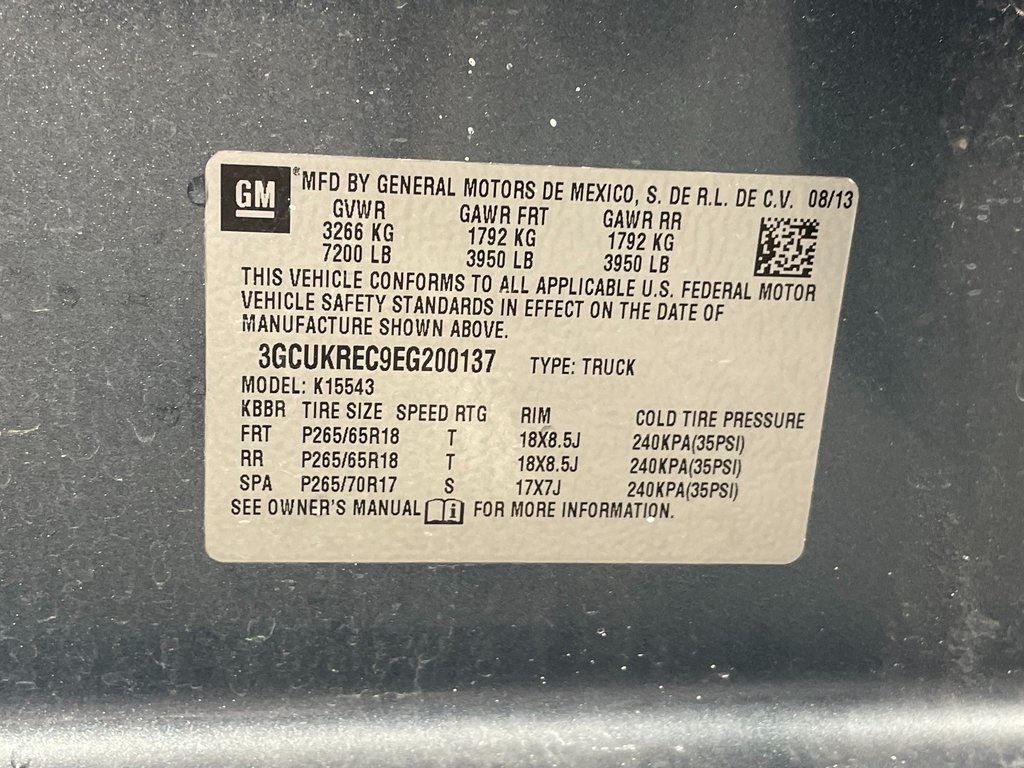 GM ® MFD BY GENERAL MOTORS DE MEXICO, S. DE R.L. DE C.V. 08/13
GVWR GAWR FRT GAWR RR
3266 KG 1792 KG 1792 KG
7200 LB 3950 LB 3950 LB
THIS VEHICLE CONFORMS TO ALL APPLICABLE U.S. FEDERAL MOTOR
VEHICLE SAFETY STANDARDS IN EFFECT ON THE DATE OF
MANUFACTURE SHOWN ABOVE.
3GCUKREC9EG200137 TYPE: TRUCK
MODEL: K15543
KBBR TIRE SIZE SPEED RTG RIM COLD TIRE PRESSURE
FRT P265/65R18 T 18X8.5J 240KPA(35PSI)
RR P265/65R18 T 18X8.5J 240KPA(35PSI)
SPA P265/70R17 S 17X7J 240KPA(35PSI)
SEE OWNER'S MANUAL i FOR MORE INFORMATION.